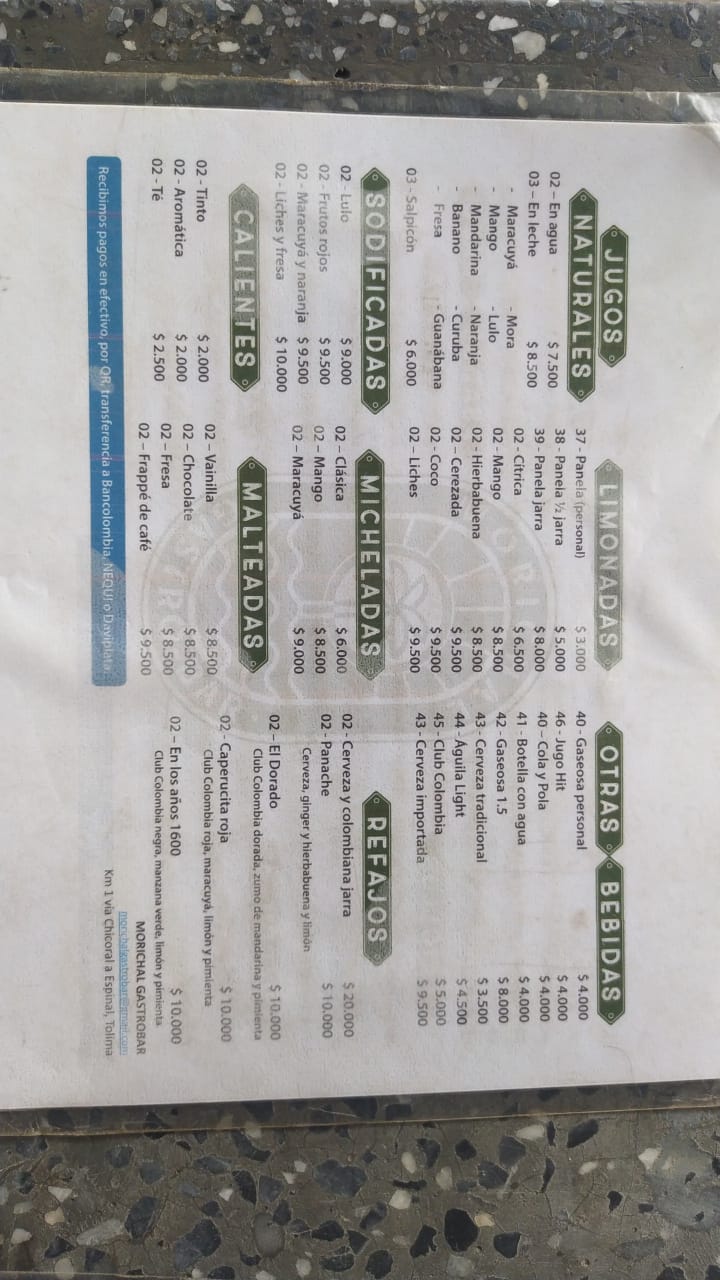 JUGOS
NATURALES
02 – En agua $ 7.500
03 – En leche $ 8.500
- Maracuyá - Mora
- Mango - Lulo
- Mandarina - Naranja
- Banano - Curuba
- Fresa - Guanábana
03 - Salpicón $ 6.000
SODIFICADAS
02 - Lulo $ 9.000
02 - Frutos rojos $ 9.500
02 - Maracuyá y naranja $ 9.500
02 - Liches y fresa $ 10.000
CALIENTES
02 - Tinto $ 2.000
02 - Aromática $ 2.000
02 - Té $ 2.500
LIMONADAS
37 - Panela (personal) $ 3.000
38 - Panela ½ jarra $ 5.000
39 - Panela jarra $ 8.000
02 - Cítrica $ 6.500
02 - Mango $ 8.500
02 - Hierbabuena $ 8.500
02 – Cerezada $ 9.500
02 - Coco $ 9.500
02 – Liches $ 9.500
MICHELADAS
02 – Clásica $ 6.000
02 – Mango $ 8.500
02 – Maracuyá $ 9.000
MALTEADAS
02 – Vainilla $ 8.500
02 – Chocolate $ 8.500
02 – Fresa $ 8.500
02 – Frappé de café $ 9.500
OTRAS BEBIDAS
40 - Gaseosa personal $ 4.000
46 - Jugo Hit $ 4.000
40 – Cola y Pola $ 4.000
41 - Botella con agua $ 4.000
42 - Gaseosa 1.5 $ 8.000
43 - Cerveza tradicional $ 3.500
44 - Águila Light $ 4.500
45 - Club Colombia $ 5.000
43 - Cerveza importada $ 9.500
REFAJOS
02 - Cerveza y colombiana jarra $ 20.000
02 - Panache $ 10.000
Cerveza, ginger y hierbabuena y limón
02 – El Dorado $ 10.000
Club Colombia dorada, zumo de mandarina y pimienta
02 - Caperucita roja $ 10.000
Club Colombia roja, maracuyá, limón y pimienta
02 – En los años 1600 $ 10.000
Club Colombia negra, manzana verde, limón y pimienta
MORICHAL GASTROBAR
morichalgastrobar@gmail.com
Km 1 vía Chicoral a Espinal, Tolima
Recibimos pagos en efectivo, por QR, transferencia a Bancolombia, NEQUI o Daviplata